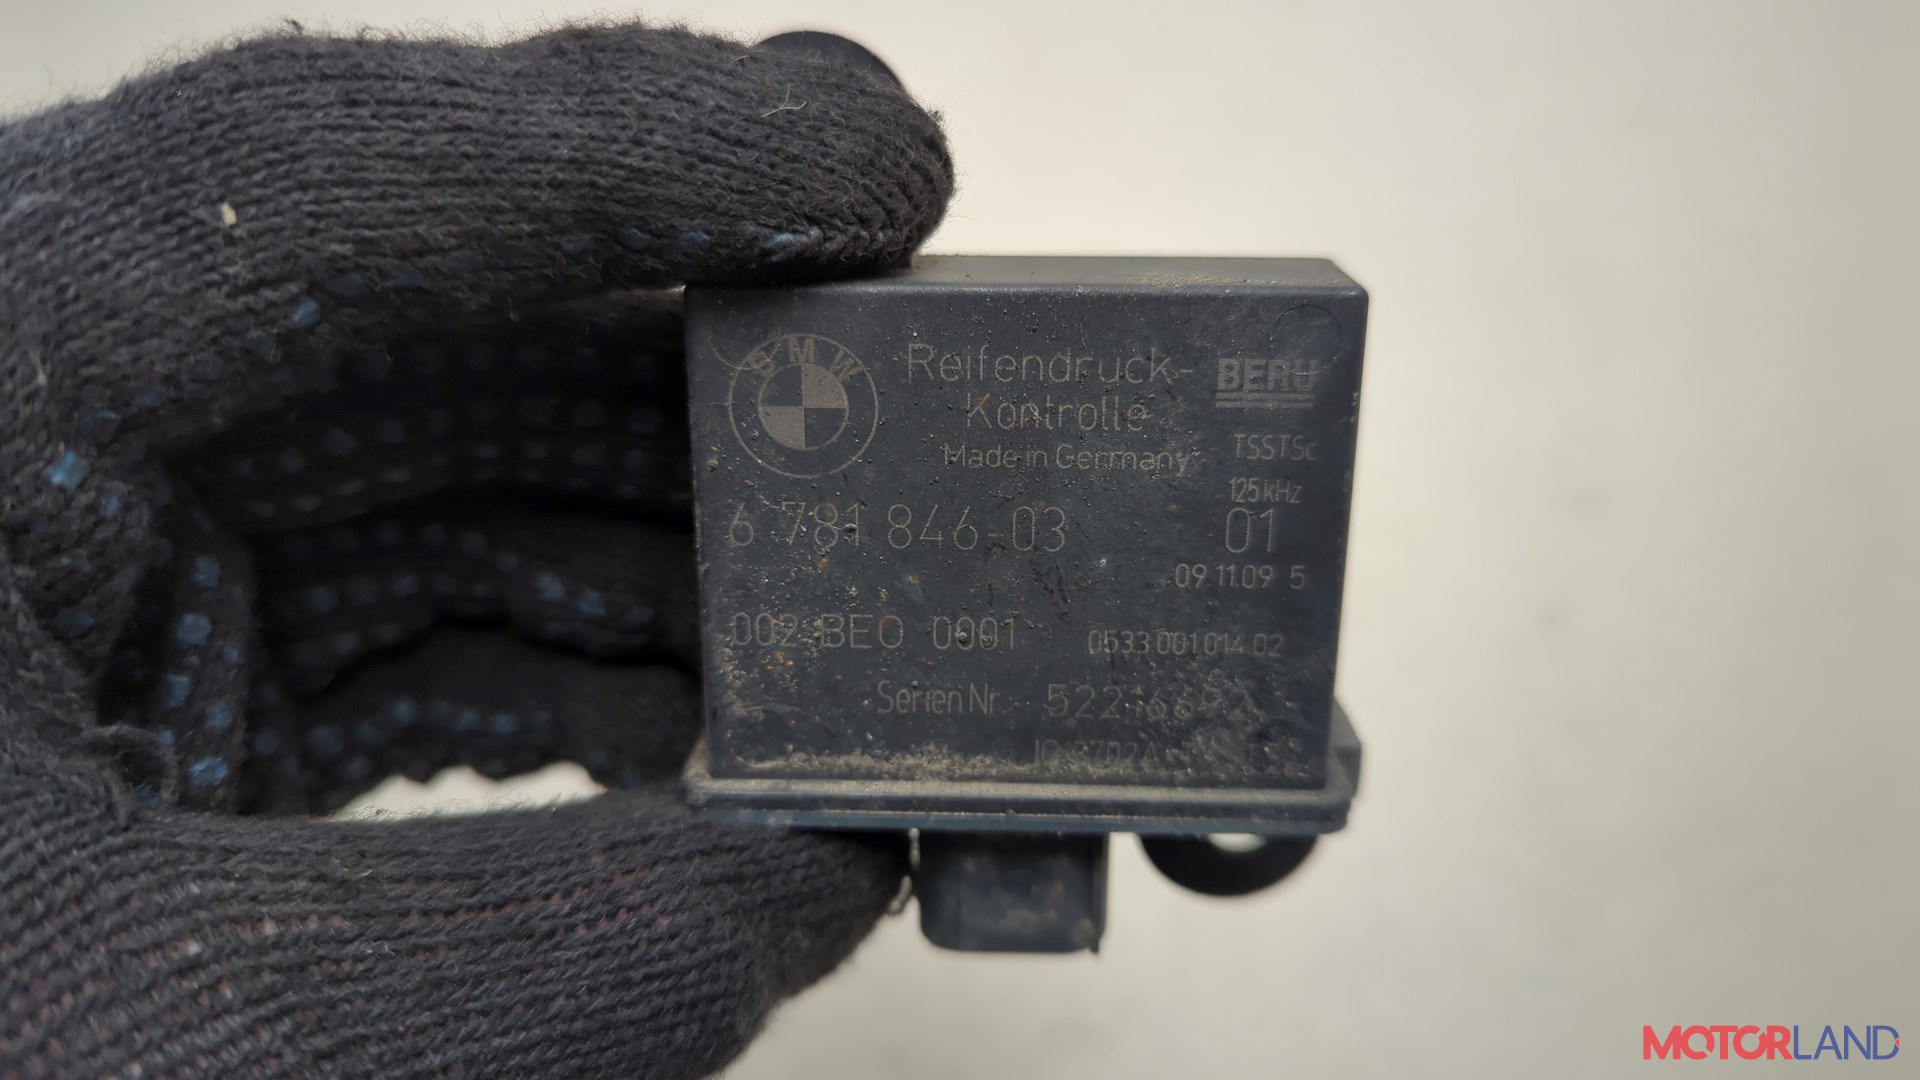 BMW
Reifendruck-
Kontrolle
Made in Germany
BERU
TSSTSc
125 kHz
6 781 846-03
01
09.11.09 5
002 BEO 0001
0533 001 014 02
Serien Nr.
MOTORLAND